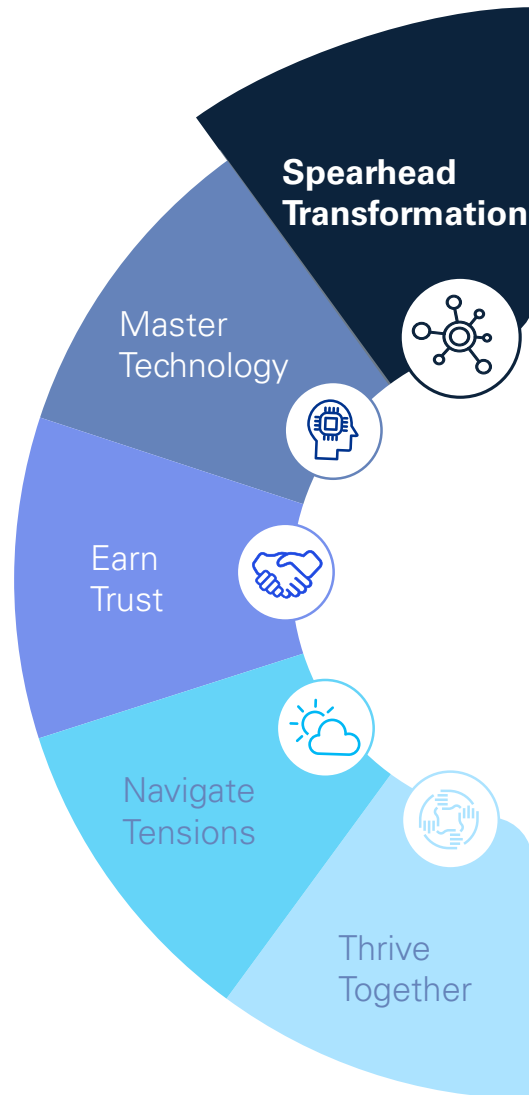 Spearhead
Transformation
Master
Technology
Earn
Trust
Navigate
Tensions
Thrive
Together